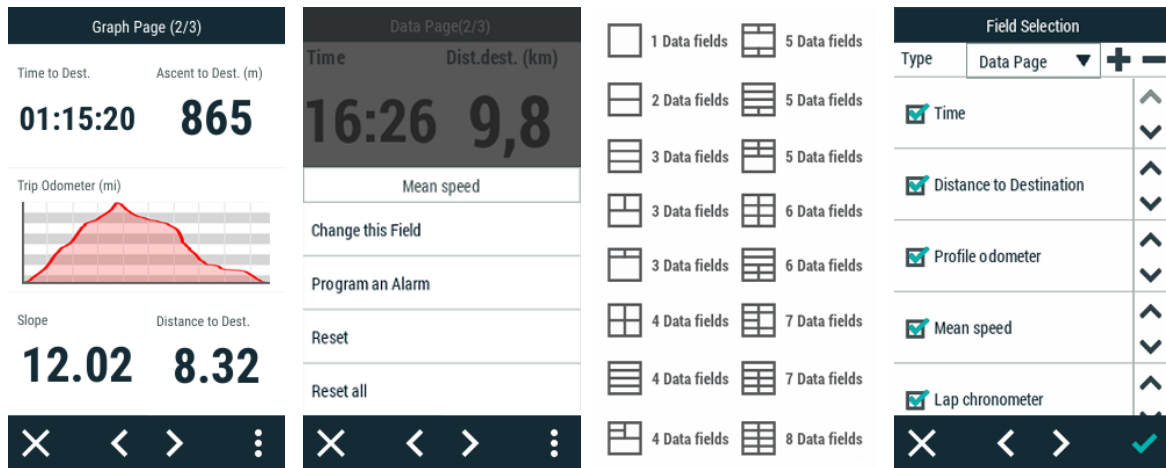 Graph Page (2/3)
Time to Dest. Ascent to Dest. (m)
01:15:20 865
Trip Odometer (mi)
Slope Distance to Dest.
12.02 8.32
Data Page(2/3)
Time Dist.dest. (km)
16:26 9,8
Mean speed
Change this Field
Program an Alarm
Reset
Reset all
1 Data fields 5 Data fields
2 Data fields 5 Data fields
3 Data fields 5 Data fields
3 Data fields 6 Data fields
3 Data fields 6 Data fields
4 Data fields 7 Data fields
4 Data fields 7 Data fields
4 Data fields 8 Data fields
Field Selection
Type Data Page
Time
Distance to Destination
Profile odometer
Mean speed
Lap chronometer